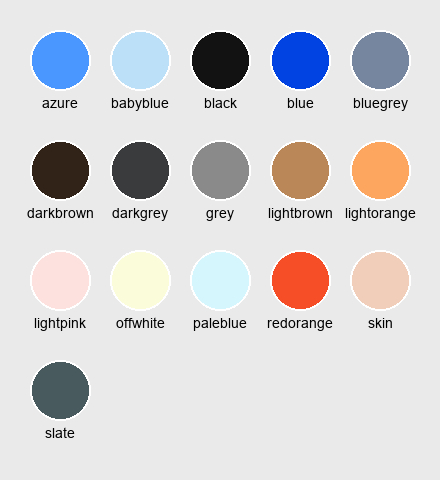 azure babyblue black blue bluegrey
darkbrown darkgrey grey lightbrown lightorange
lightpink offwhite paleblue redorange skin
slate